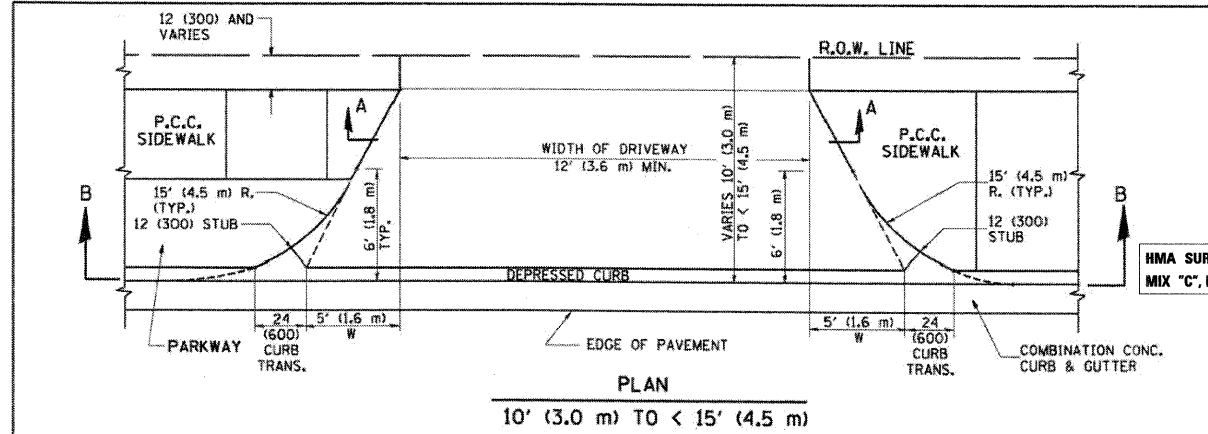 12 (300) AND
VARIES
R.O.W. LINE
A
A
P.C.C.
SIDEWALK
P.C.C.
SIDEWALK
WIDTH OF DRIVEWAY
12' (3.6 m) MIN.
VARIES 10' (3.0 m)
TO < 15' (4.5 m)
B
B
15' (4.5 m) R.
(TYP.)
12 (300) STUB
6' (1.8 m)
TYP.
6' (1.8 m)
15' (4.5 m)
R. (TYP.)
12 (300)
STUB
HMA SUR
MIX "C",
DEPRESSED CURB
PARKWAY
24
(600)
CURB
TRANS.
5' (1.6 m)
W
EDGE OF PAVEMENT
5' (1.6 m)
W
24
(600)
CURB
TRANS.
COMBINATION CONC.
CURB & GUTTER
PLAN
10' (3.0 m) TO < 15' (4.5 m)